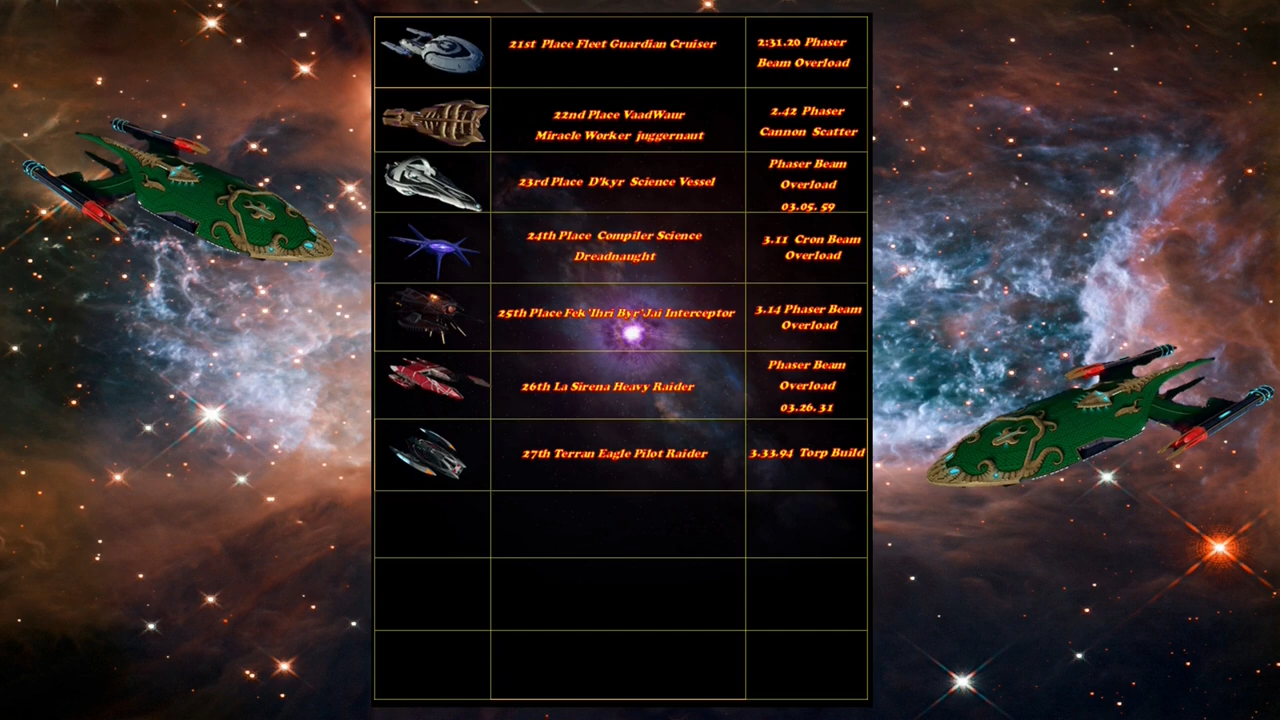 21st Place Fleet Guardian Cruiser
2:31.20 Phaser
Beam Overload
22nd Place VaadWaur
Miracle Worker juggernaut
2.42 Phaser
Cannon Scatter
23rd Place D'kyr Science Vessel
Phaser Beam
Overload
03.05.59
24th Place Compiler Science
Dreadnaught
3.11 Cron Beam
Overload
25th Place Fek'Ihri Byr'Jai Interceptor
3.14 Phaser Beam
Overload
26th La Sirena Heavy Raider
Phaser Beam
Overload
03.26.31
27th Terran Eagle Pilot Raider
3.33.94 Torp Build